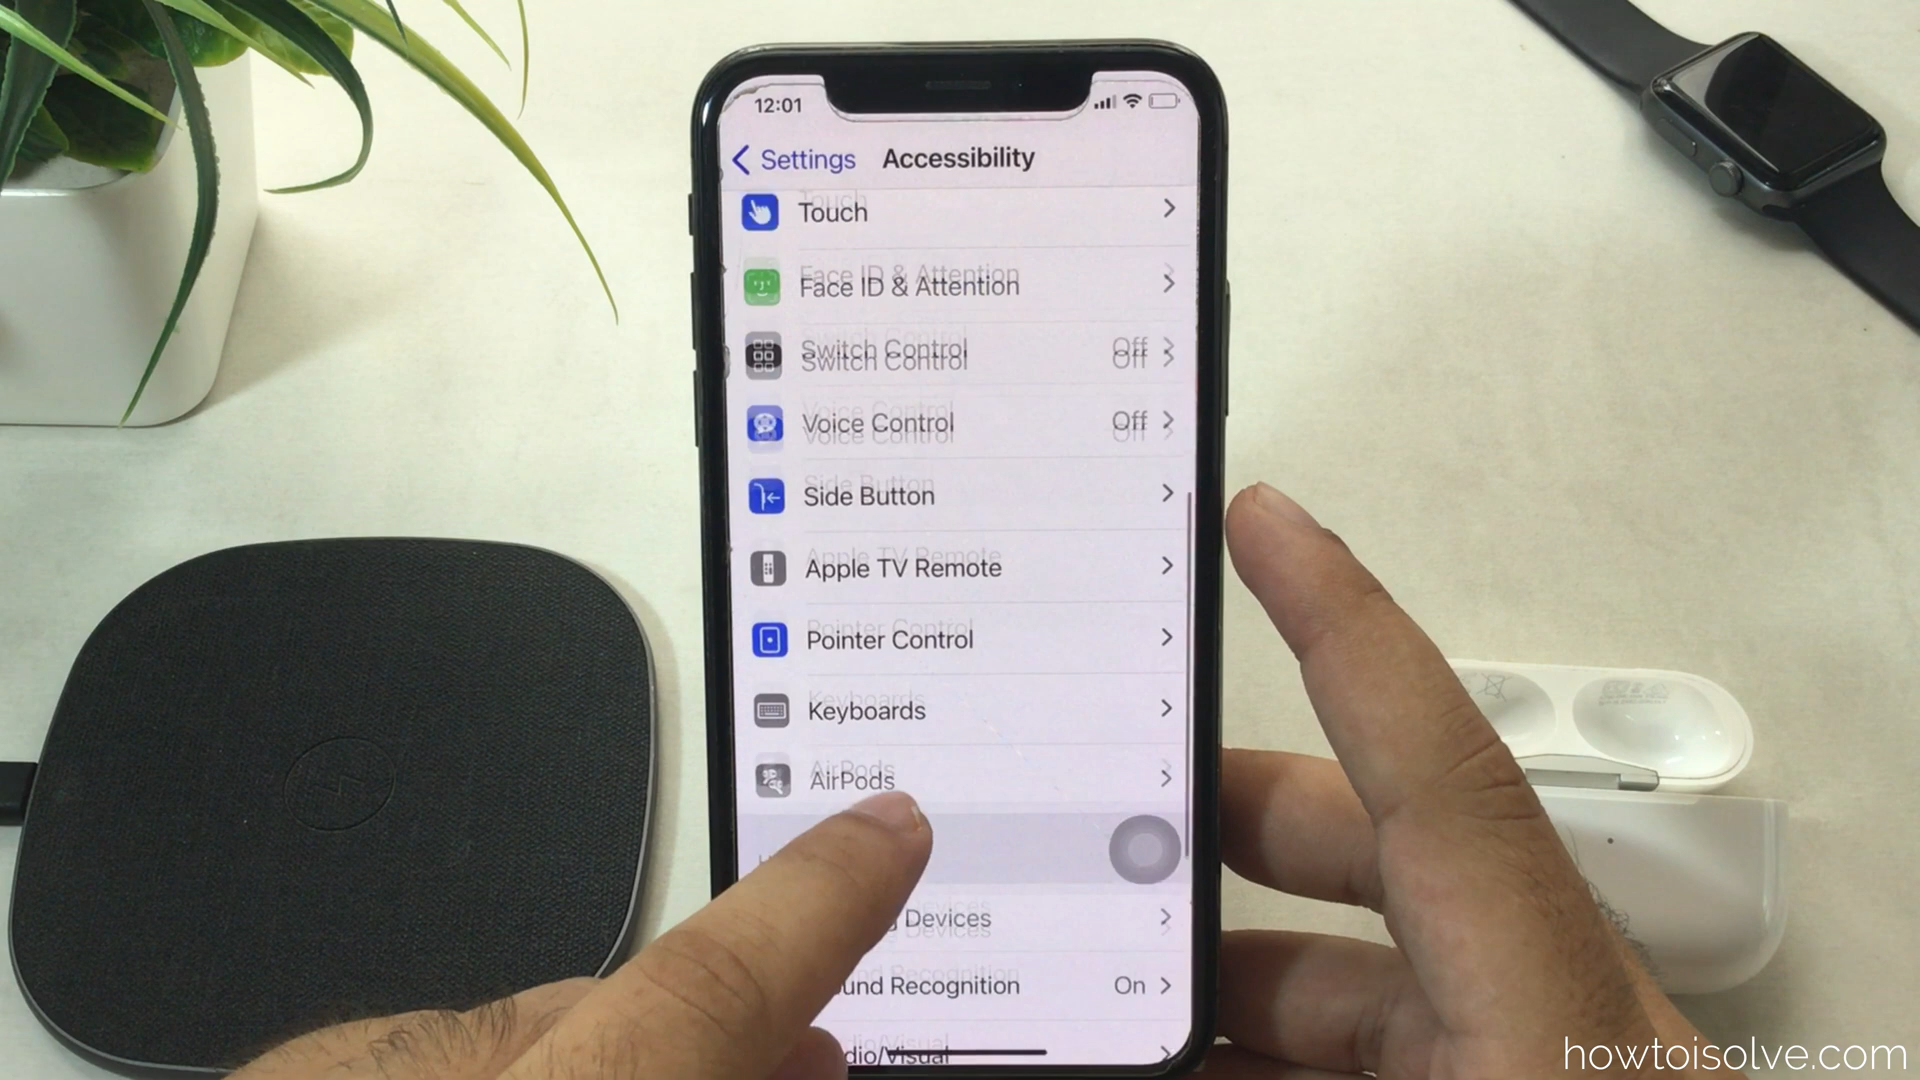 12:01
Settings Accessibility
Touch
Face ID & Attention
Switch Control Off
Voice Control Off
Side Button
Apple TV Remote
Pointer Control
Keyboards
AirPods
Devices
Recognition On
/Visual
howtoisolve.com